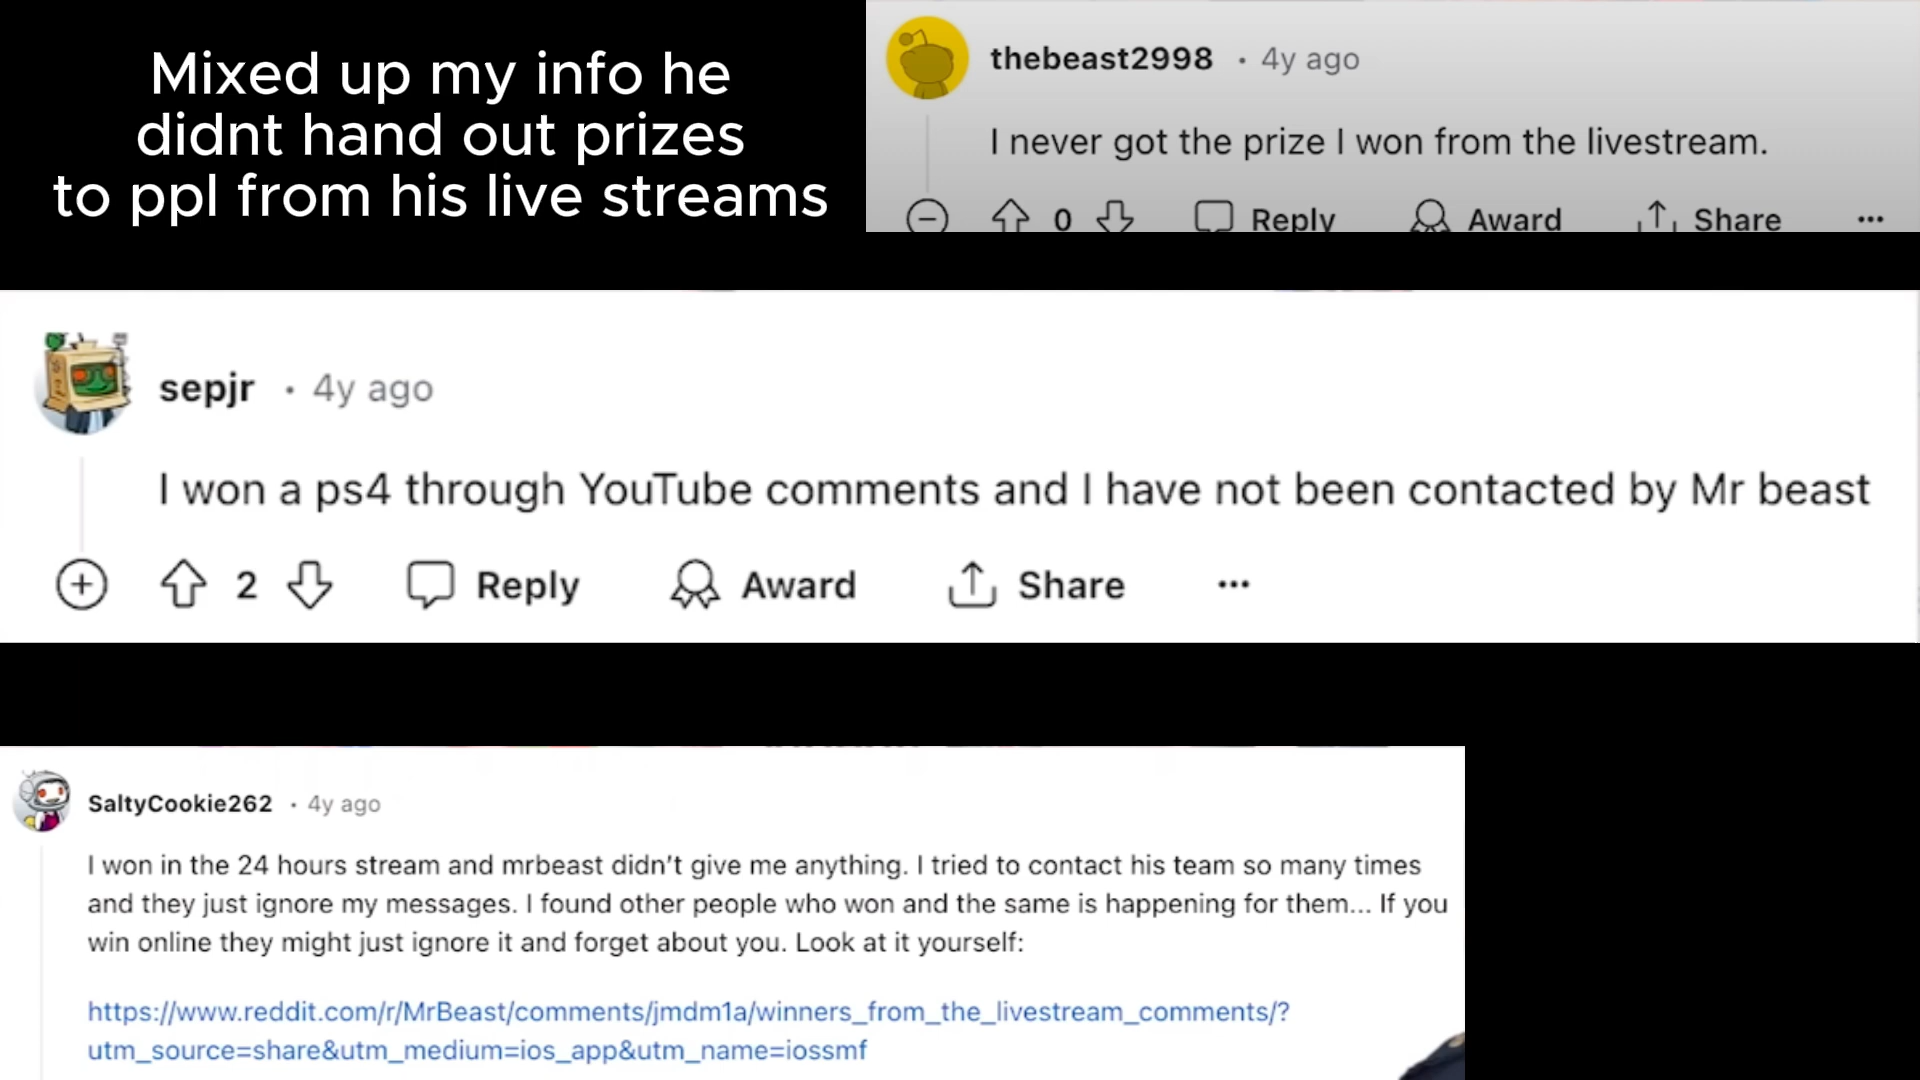 Mixed up my info he
didnt hand out prizes
to ppl from his live streams
thebeast2998 · 4y ago
I never got the prize I won from the livestream.
0 Reply Award Share ...
sepjr · 4y ago
I won a ps4 through YouTube comments and I have not been contacted by Mr beast
2 Reply Award Share ...
SaltyCookie262 · 4y ago
I won in the 24 hours stream and mrbeast didn't give me anything. I tried to contact his team so many times
and they just ignore my messages. I found other people who won and the same is happening for them... If you
win online they might just ignore it and forget about you. Look at it yourself:
https://www.reddit.com/r/MrBeast/comments/jmdm1a/winners_from_the_livestream_comments/?
utm_source=share&utm_medium=ios_app&utm_name=iossmf